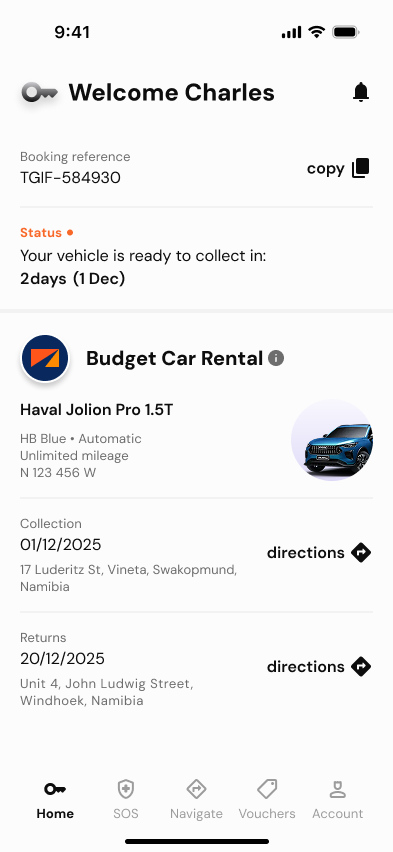 9:41
Welcome Charles
Booking reference
TGIF-584930
copy
Status
Your vehicle is ready to collect in:
2days (1 Dec)
Budget Car Rental
Haval Jolion Pro 1.5T
HB Blue • Automatic
Unlimited mileage
N 123 456 W
Collection
01/12/2025
directions
17 Luderitz St, Vineta, Swakopmund,
Namibia
Returns
20/12/2025
directions
Unit 4, John Ludwig Street,
Windhoek, Namibia
Home
SOS
Navigate
Vouchers
Account